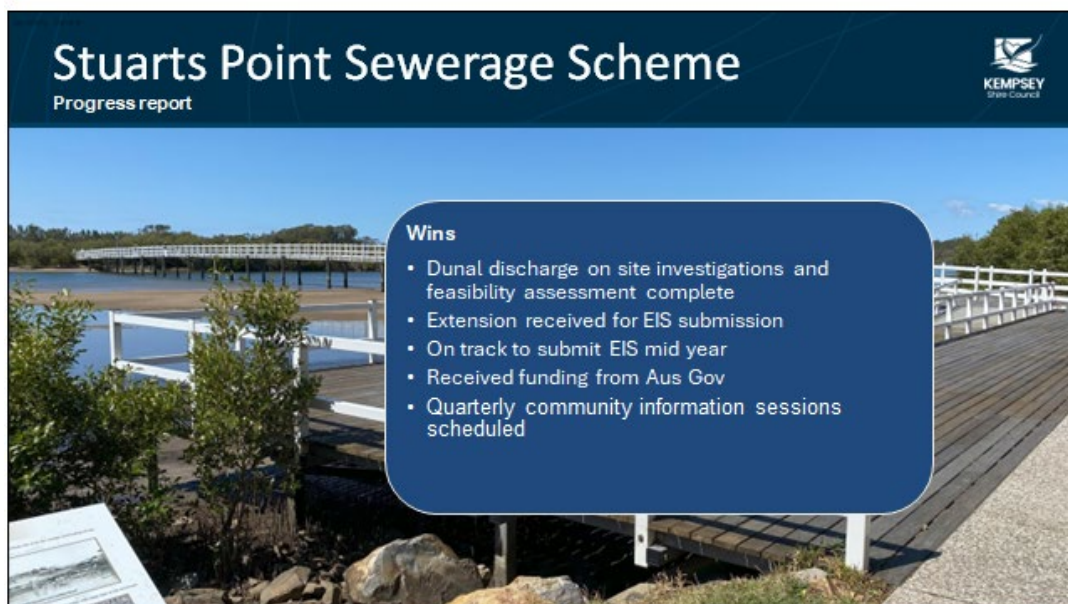 Stuarts Point Sewerage Scheme
Progress report
KEMPSEY
Shire Council
Wins
• Dunal discharge on site investigations and
feasibility assessment complete
• Extension received for EIS submission
• On track to submit EIS mid year
• Received funding from Aus Gov
• Quarterly community information sessions
scheduled